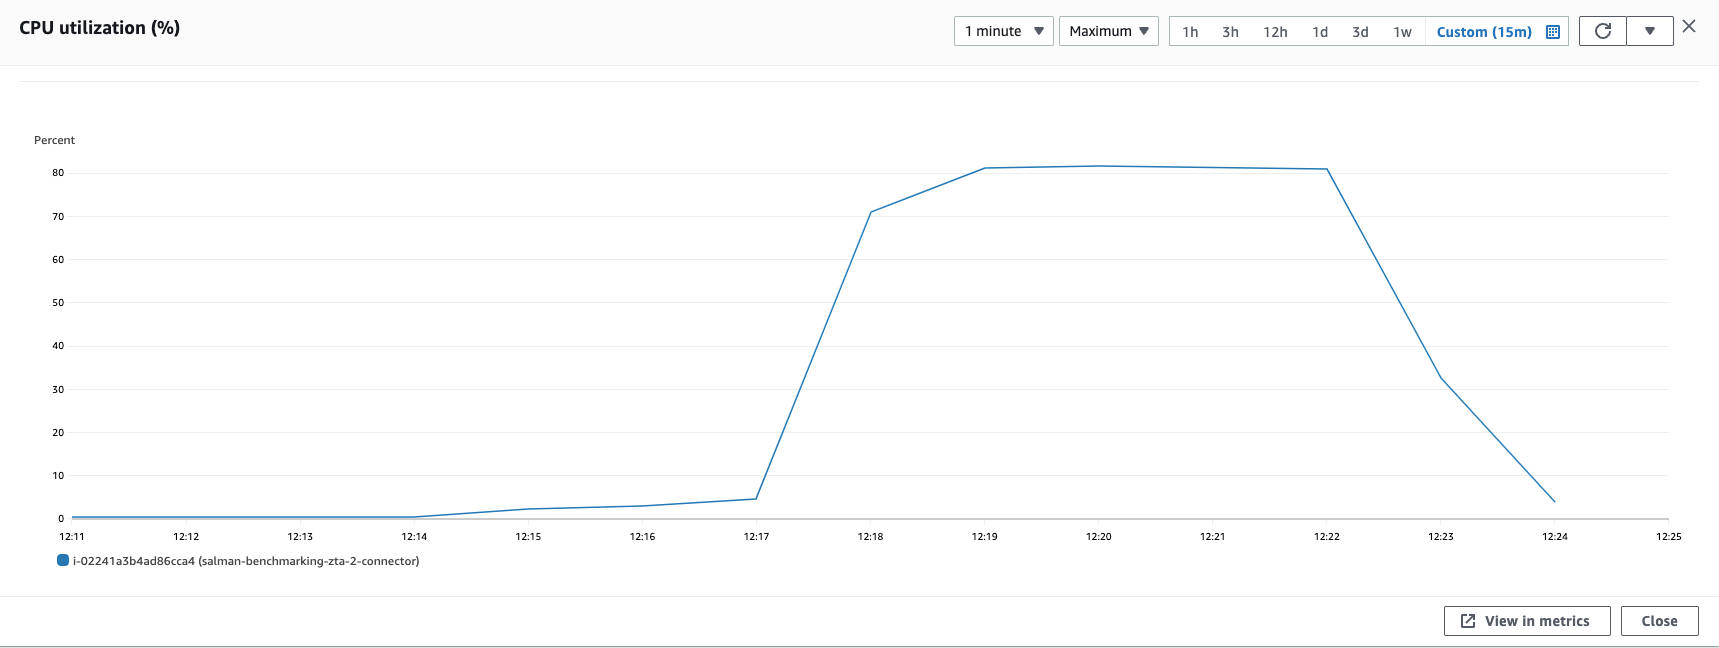 CPU utilization (%)
1 minute Maximum 1h 3h 12h 1d 3d 1w Custom (15m)
Percent
80
70
60
50
40
30
20
10
0
12:11 12:12 12:13 12:14 12:15 12:16 12:17 12:18 12:19 12:20 12:21 12:22 12:23 12:24 12:25
i-02241a3b4ad86cca4 (salman-benchmarking-zta-2-connector)
View in metrics Close